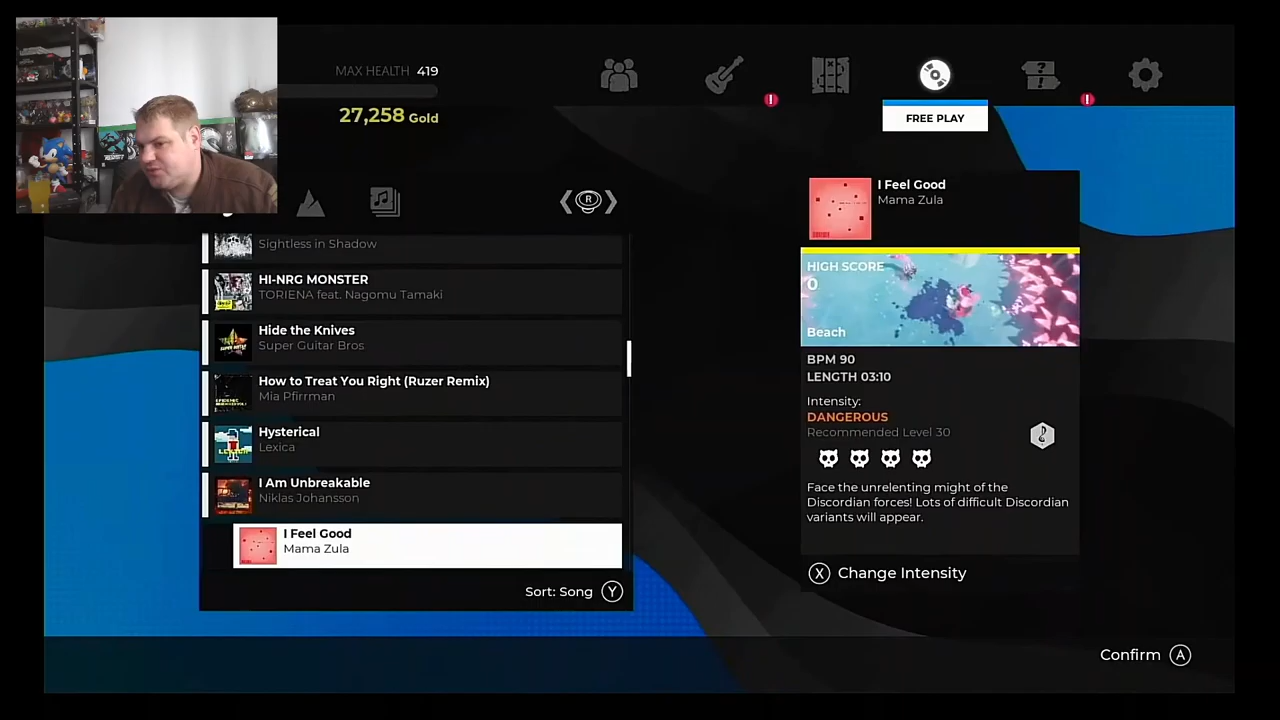 MAX HEALTH 419
27,258 Gold
FREE PLAY
R
Sightless in Shadow
HI-NRG MONSTER
TORIENA feat. Nagomu Tamaki
Hide the Knives
Super Guitar Bros
How to Treat You Right (Ruzer Remix)
Mia Pfirrman
Hysterical
Lexica
I Am Unbreakable
Niklas Johansson
I Feel Good
Mama Zula
Sort: Song Y
I Feel Good
Mama Zula
HIGH SCORE
0
Beach
BPM 90
LENGTH 03:10
Intensity:
DANGEROUS
Recommended Level 30
Face the unrelenting might of the
Discordian forces! Lots of difficult Discordian
variants will appear.
X Change Intensity
Confirm A